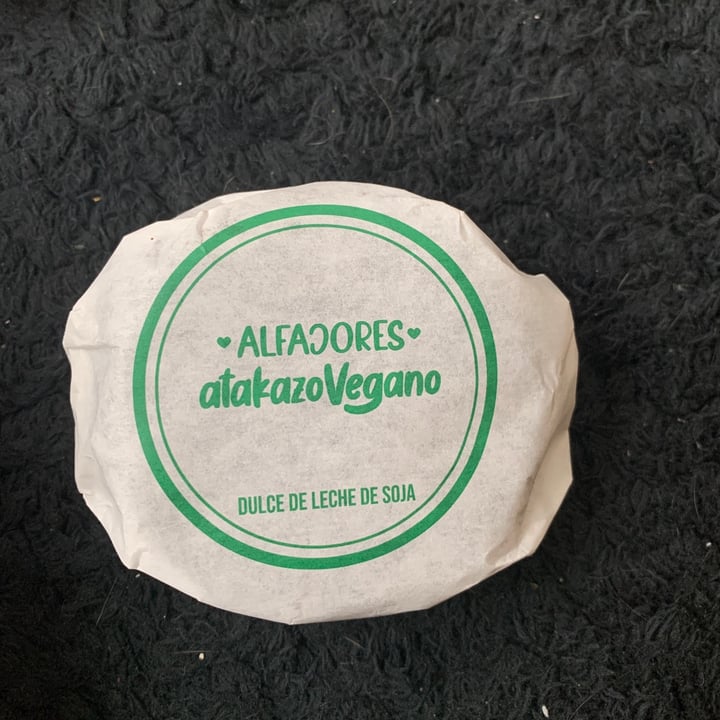 ALFAJORES
atakazoVegano
DULCE DE LECHE DE SOJA